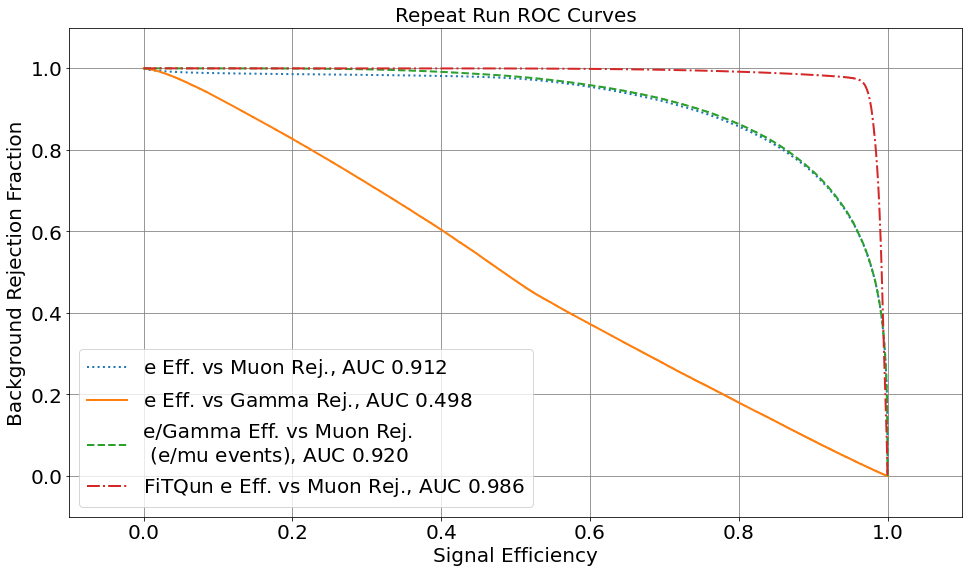 Repeat Run ROC Curves
Background Rejection Fraction
1.0
0.8
0.6
0.4
0.2
0.0
e Eff. vs Muon Rej., AUC 0.912
e Eff. vs Gamma Rej., AUC 0.498
e/Gamma Eff. vs Muon Rej.
(e/mu events), AUC 0.920
FiTQun e Eff. vs Muon Rej., AUC 0.986
0.0 0.2 0.4 0.6 0.8 1.0
Signal Efficiency